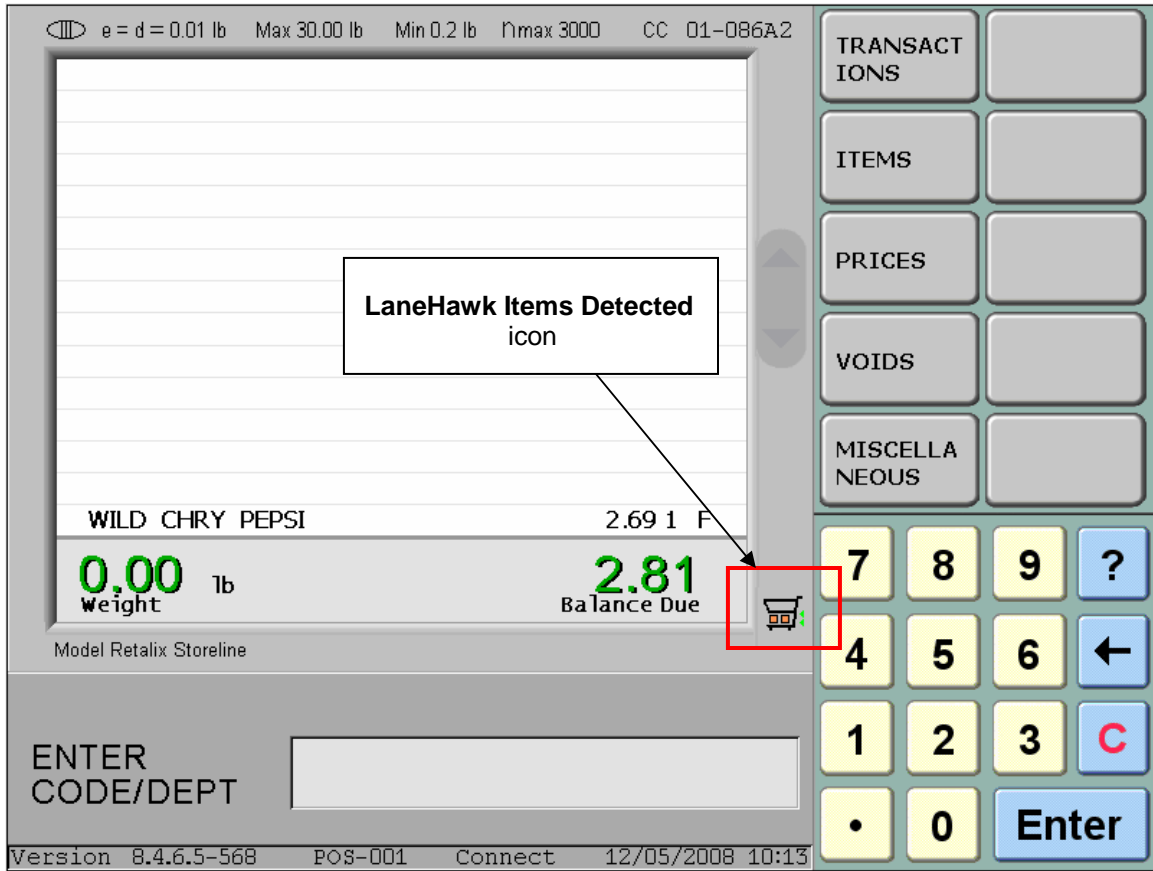 e = d = 0.01 lb Max 30.00 lb Min 0.2 lb nmax 3000 CC 01-086A2
LaneHawk Items Detected
icon
WILD CHRY PEPSI 2.69 1 F
0.00 lb 2.81
Weight Balance Due
Model Retalix Storeline
ENTER
CODE/DEPT
Version 8.4.6.5-568 POS-001 Connect 12/05/2008 10:13
TRANSACT
IONS
ITEMS
PRICES
VOIDS
MISCELLA
NEOUS
7 8 9 ?
4 5 6 ←
1 2 3 C
• 0 Enter